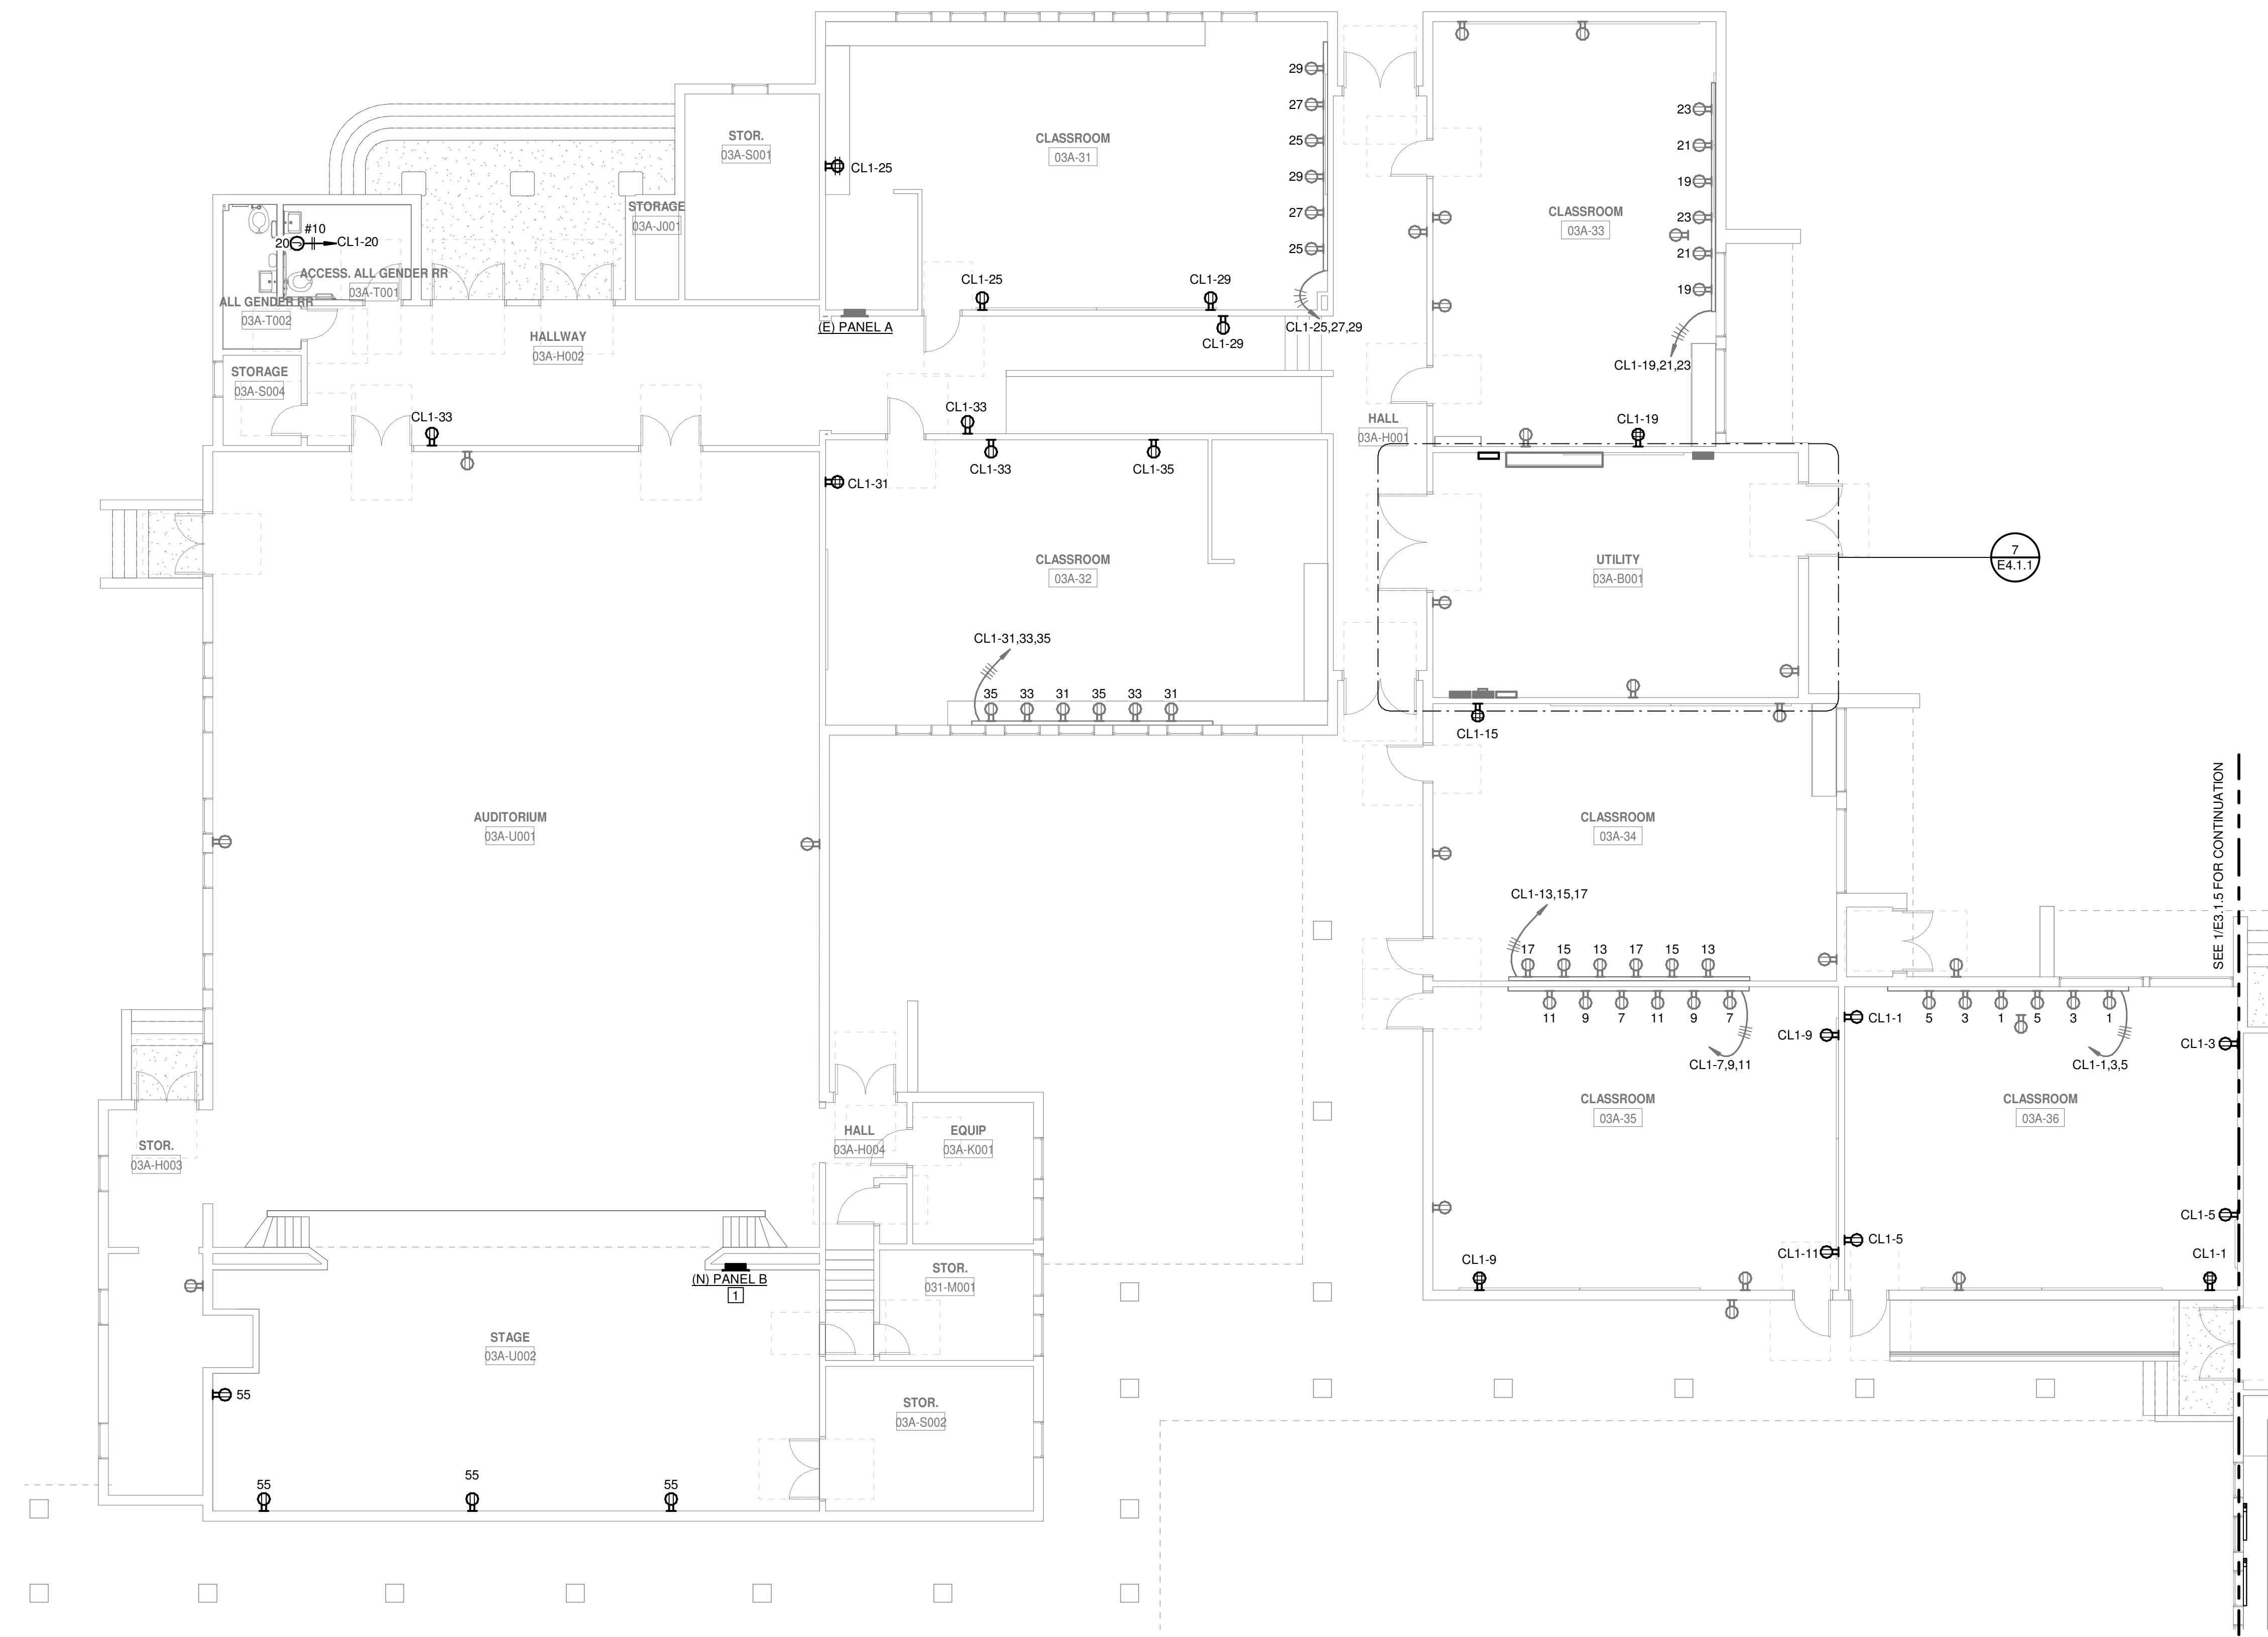 STOR.
03A-S001
CLASSROOM
03A-31
CL1-25
29
27
25
29
27
25
CL1-25
CL1-29
CL1-25,27,29
CL1-29
(E) PANEL A
23
21
19
23
21
19
CLASSROOM
03A-33
CL1-19,21,23
CL1-19
STORAGE
03A-J001
#10
20
CL1-20
ACCESS. ALL GENDER RR
03A-T001
ALL GENDER RR
03A-T002
HALLWAY
03A-H002
STORAGE
03A-S004
CL1-33
CL1-33
HALL
03A-H001
CL1-33
CL1-35
CL1-31
CLASSROOM
03A-32
CL1-31,33,35
35
33
31
35
33
31
UTILITY
03A-B001
7
E4.1.1
CL1-15
SEE 1/E3.1.5 FOR CONTINUATION
AUDITORIUM
03A-U001
CLASSROOM
03A-34
CL1-13,15,17
17
15
13
17
15
13
11
9
7
11
9
7
CL1-9
CL1-7,9,11
CL1-1
5
3
1
5
3
1
CL1-3
CL1-1,3,5
CLASSROOM
03A-35
CLASSROOM
03A-36
STOR.
03A-H003
HALL
03A-H004
EQUIP
03A-K001
CL1-5
CL1-5
CL1-11
CL1-1
CL1-9
(N) PANEL B
1
STOR.
031-M001
STAGE
03A-U002
55
STOR.
03A-S002
55
55
55